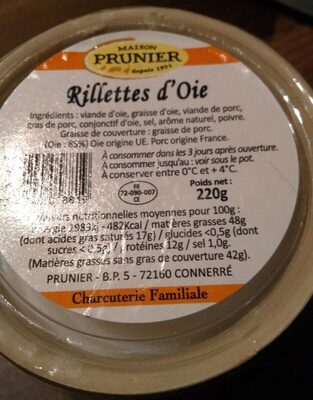 MAISON
PRUNIER
depuis 1931
Rillettes d'Oie
Ingrédients : viande d'oie, graisse d'oie, viande de porc,
gras de porc, conjonctif d'oie, sel, arôme naturel, poivre.
Graisse de couverture : graisse de porc.
(Oie : 85%) Oie origine UE. Porc origine France.
À consommer dans les 3 jours après ouverture.
À consommer jusqu'au : voir sous le pot.
À conserver entre 0°C et + 4°C.
FR
72-090-007
CE
Poids net :
220g
nutritionnelles moyennes pour 100g :
1983kj - 482Kcal / matières grasses 48g
(dont acides gras saturés 17g) / glucides <0,5g (dont
sucres < 0,5g) / protéines 12g / sel 1,0g.
(Matières grasses sans gras de couverture 42g).
PRUNIER - B.P. 5 - 72160 CONNERRÉ
Charcuterie Familiale